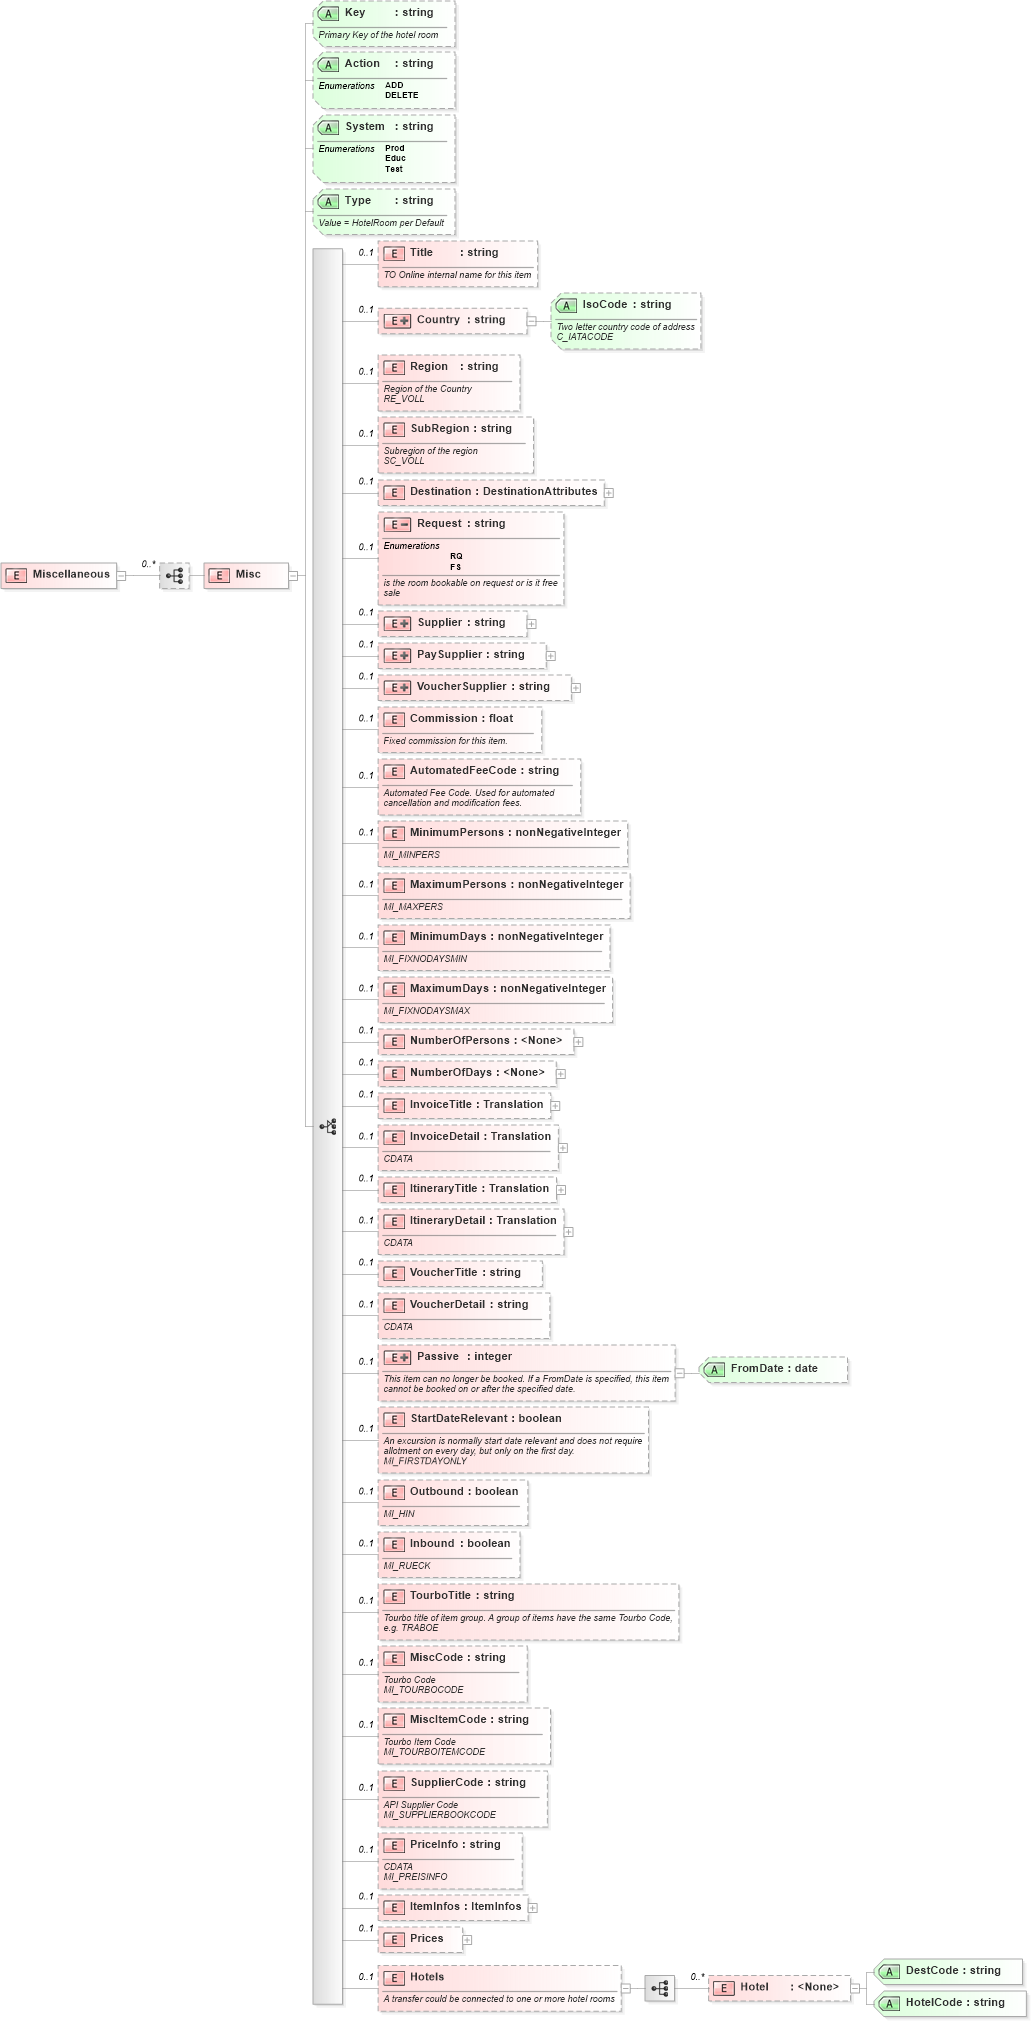 A Key : string
Primary Key of the hotel room
A Action : string
Enumerations ADD
DELETE
A System : string
Enumerations Prod
Educ
Test
A Type : string
Value = HotelRoom per Default
0..1 E Title : string
TO Online internal name for this item
0..1 E Country : string
A IsoCode : string
Two letter country code of address
C_IATACODE
0..1 E Region : string
Region of the Country
RE_VOLL
0..1 E SubRegion : string
Subregion of the region
SC_VOLL
0..1 E Destination : DestinationAttributes
0..1 E Request : string
Enumerations
RQ
FS
is the room bookable on request or is it free
sale
E Miscellaneous 0..* E Misc
0..1 E Supplier : string
0..1 E PaySupplier : string
0..1 E VoucherSupplier : string
0..1 E Commission : float
Fixed commission for this item.
0..1 E AutomatedFeeCode : string
Automated Fee Code. Used for automated
cancellation and modification fees.
0..1 E MinimumPersons : nonNegativeInteger
MI_MINPERS
0..1 E MaximumPersons : nonNegativeInteger
MI_MAXPERS
0..1 E MinimumDays : nonNegativeInteger
MI_FIXNODAYSMIN
0..1 E MaximumDays : nonNegativeInteger
MI_FIXNODAYSMAX
0..1 E NumberOfPersons : <None>
0..1 E NumberOfDays : <None>
0..1 E InvoiceTitle : Translation
0..1 E InvoiceDetail : Translation
CDATA
0..1 E ItineraryTitle : Translation
0..1 E ItineraryDetail : Translation
CDATA
0..1 E VoucherTitle : string
0..1 E VoucherDetail : string
CDATA
0..1 E Passive : integer
This item can no longer be booked. If a FromDate is specified, this item
cannot be booked on or after the specified date.
A FromDate : date
0..1 E StartDateRelevant : boolean
An excursion is normally start date relevant and does not require
allotment on every day, but only on the first day.
MI_FIRSTDAYONLY
0..1 E Outbound : boolean
MI_HIN
0..1 E Inbound : boolean
MI_RUECK
0..1 E TourboTitle : string
Tourbo title of item group. A group of items have the same Tourbo Code,
e.g. TRABOE
0..1 E MiscCode : string
Tourbo Code
MI_TOURBOCODE
0..1 E MiscItemCode : string
Tourbo Item Code
MI_TOURBOITEMCODE
0..1 E SupplierCode : string
API Supplier Code
MI_SUPPLIERBOOKCODE
0..1 E PriceInfo : string
CDATA
MI_PREISINFO
0..1 E ItemInfos : ItemInfos
0..1 E Prices
0..1 E Hotels
A transfer could be connected to one or more hotel rooms
0..* E Hotel : <None>
A DestCode : string
A HotelCode : string